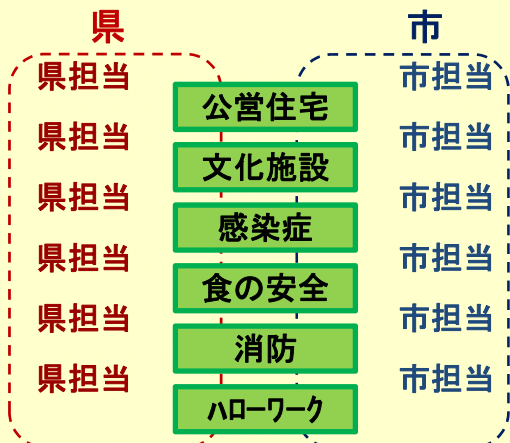 県 市
県担当 市担当
公営住宅
県担当 市担当
文化施設
県担当 市担当
感染症
県担当 市担当
食の安全
県担当 市担当
消防
県担当 市担当
ハローワーク